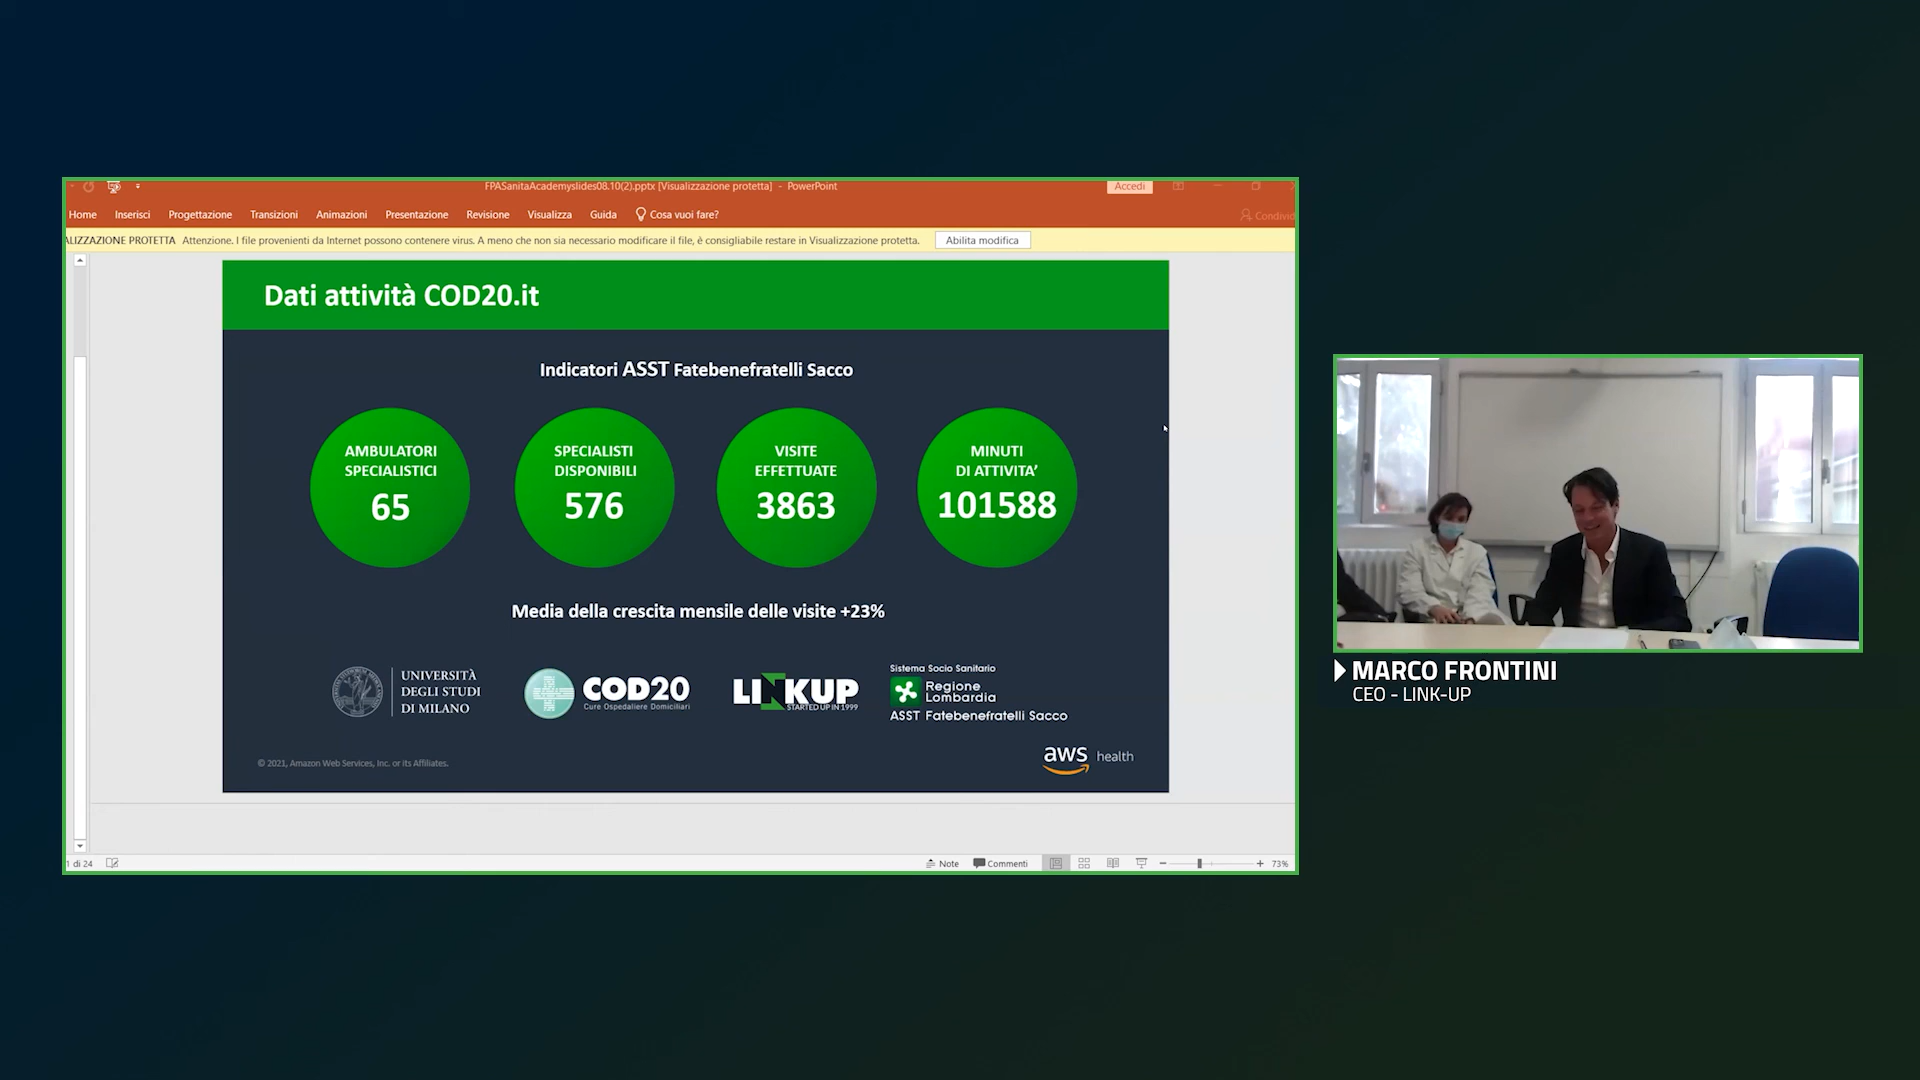 FPASanitaAcademyslides08.10(2).pptx [Visualizzazione protetta] - PowerPoint
Accedi
Home Inserisci Progettazione Transizioni Animazioni Presentazione Revisione Visualizza Guida Cosa vuoi fare?
Condivid
ALIZZAZIONE PROTETTA Attenzione. I file provenienti da Internet possono contenere virus. A meno che non sia necessario modificare il file, è consigliabile restare in Visualizzazione protetta. Abilita modifica
Dati attività COD20.it
Indicatori ASST Fatebenefratelli Sacco
AMBULATORI
SPECIALISTICI
65
SPECIALISTI
DISPONIBILI
576
VISITE
EFFETTUATE
3863
MINUTI
DI ATTIVITA’
101588
Media della crescita mensile delle visite +23%
UNIVERSITÀ
DEGLI STUDI
DI MILANO
COD20
Cure Ospedaliere Domiciliari
LINKUP
STARTED UP IN 1999
Sistema Socio Sanitario
Regione
Lombardia
ASST Fatebenefratelli Sacco
© 2021, Amazon Web Services, Inc. or its Affiliates.
aws health
1 di 24
Note Commenti
73%
MARCO FRONTINI
CEO - LINK-UP